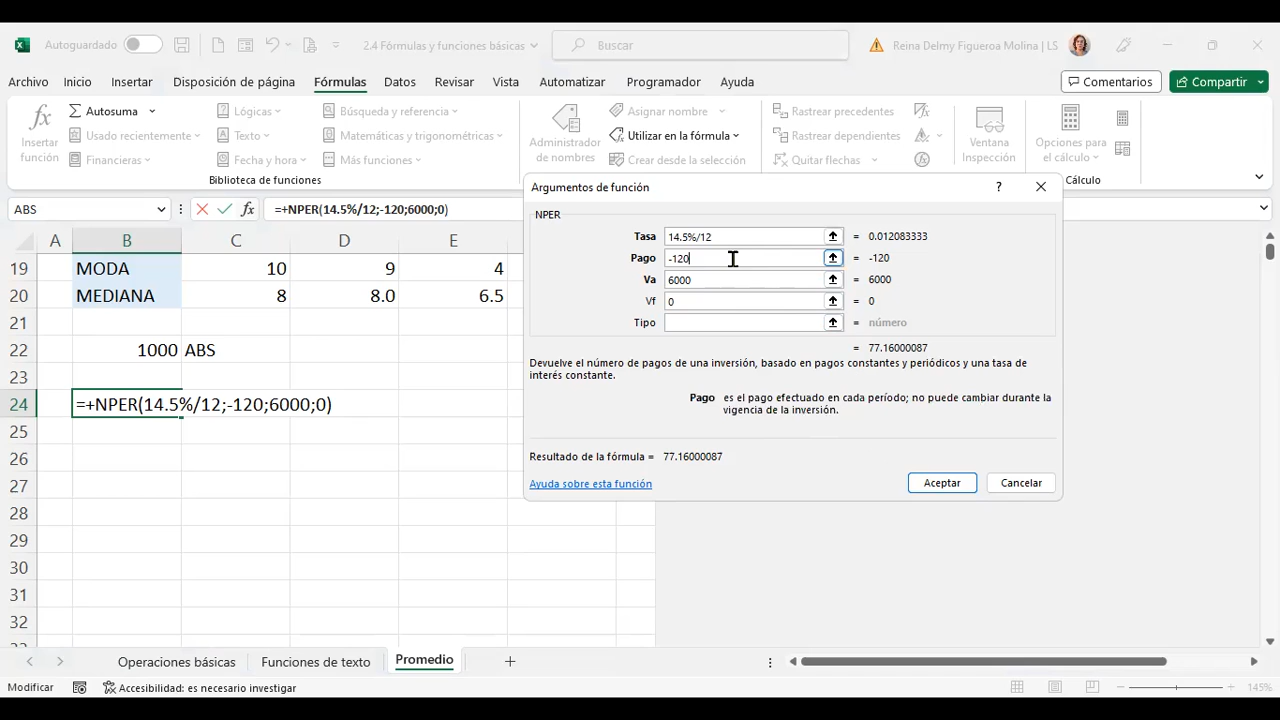 Autoguardado
2.4 Fórmulas y funciones básicas
Buscar
Reina Delmy Figueroa Molina | LS
Archivo Inicio Insertar Disposición de página Fórmulas Datos Revisar Vista Automatizar Programador Ayuda
Comentarios
Compartir
Insertar función
Autosuma
Usado recientemente
Financieras
Lógicas
Texto
Fecha y hora
Búsqueda y referencia
Matemáticas y trigonométricas
Más funciones
Biblioteca de funciones
Administrador de nombres
Asignar nombre
Utilizar en la fórmula
Crear desde la selección
Rastrear precedentes
Rastrear dependientes
Quitar flechas
Ventana Inspección
Opciones para el cálculo
Cálculo
ABS
fx
=+NPER(14.5%/12;-120;6000;0)
A B C D E
19 MODA 10 9 4
20 MEDIANA 8 8.0 6.5
21
22 1000 ABS
23
24 =+NPER(14.5%/12;-120;6000;0)
25
26
27
28
29
30
31
32
Argumentos de función
?
NPER
Tasa 14.5%/12 = 0.012083333
Pago -120 = -120
Va 6000 = 6000
Vf 0 = 0
Tipo = número
= 77.16000087
Devuelve el número de pagos de una inversión, basado en pagos constantes y periódicos y una tasa de
interés constante.
Pago es el pago efectuado en cada período; no puede cambiar durante la
vigencia de la inversión.
Resultado de la fórmula = 77.16000087
Ayuda sobre esta función
Aceptar
Cancelar
Operaciones básicas Funciones de texto Promedio
Modificar
Accesibilidad: es necesario investigar
145%